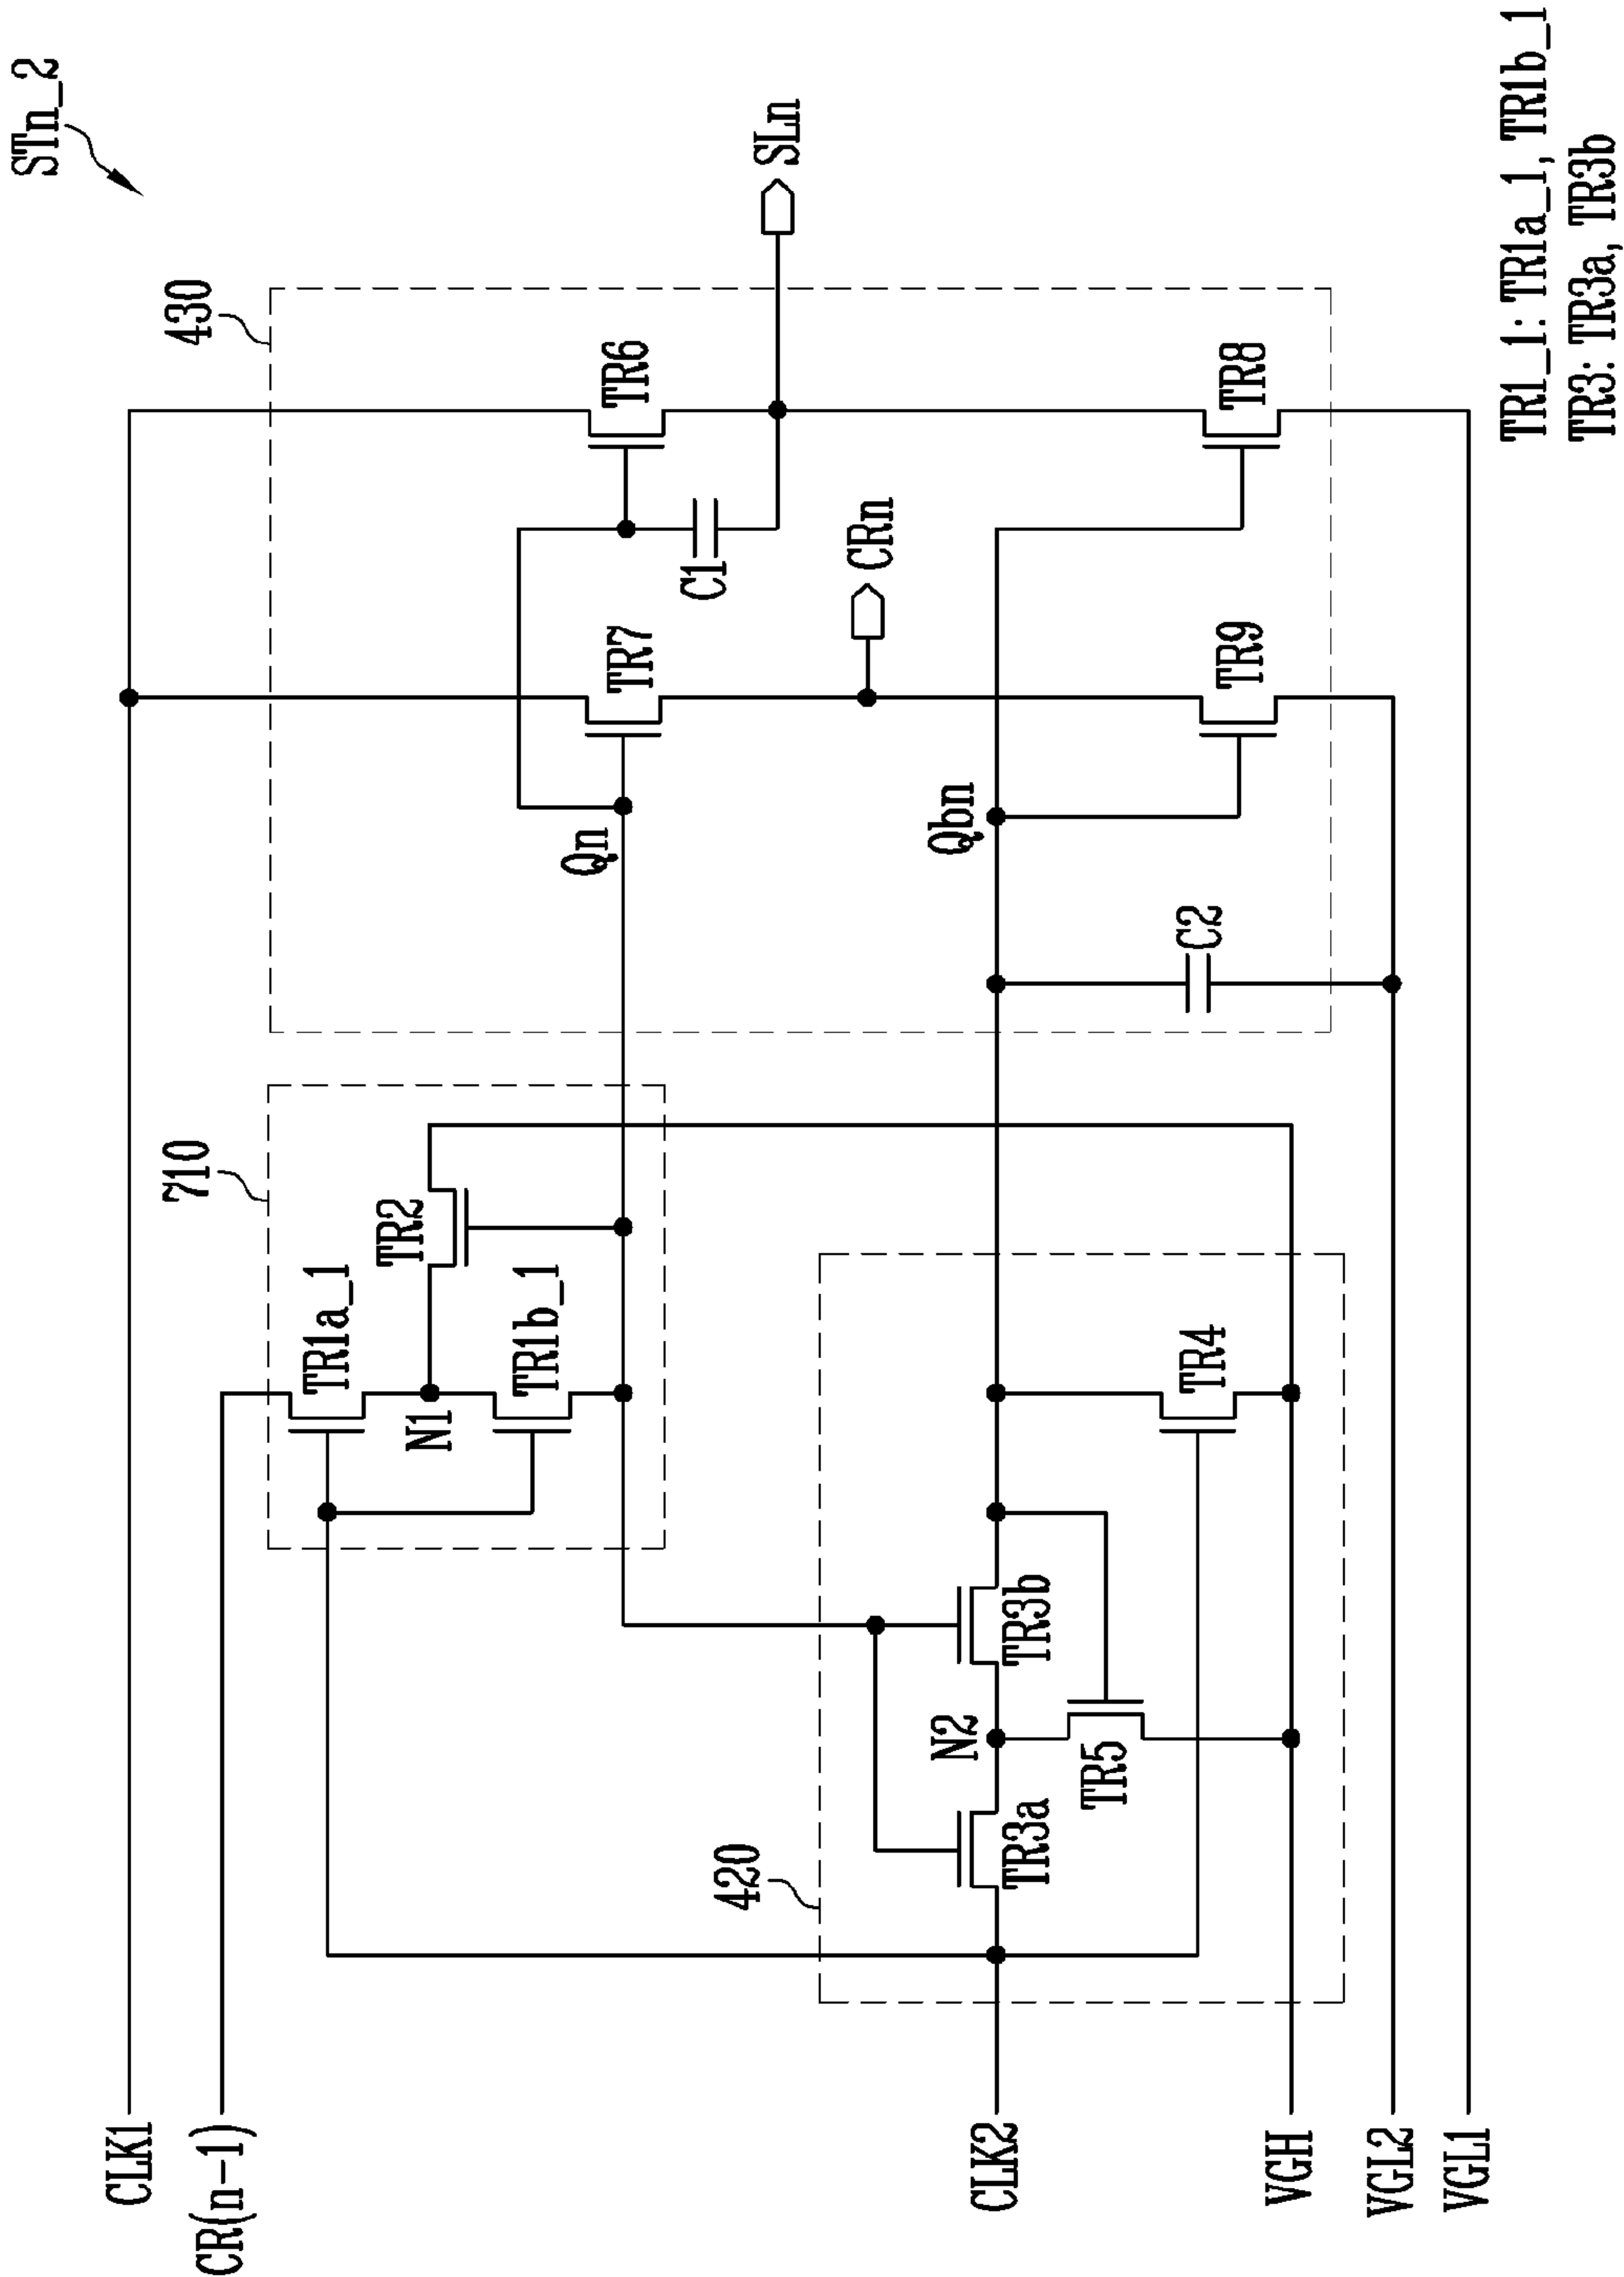 STn_2
430
710
420
CLK1
CR(n-1)
CLK2
VGH
VGL2
VGL1
TR1a_1
N1
TR1b_1
TR2
TR3a
N2
TR3b
TR5
TR4
Qn
Qbn
C2
TR7
TR9
C1
TR6
TR8
CRn
SLn
TR1_1: TR1a_1, TR1b_1
TR3: TR3a, TR3b